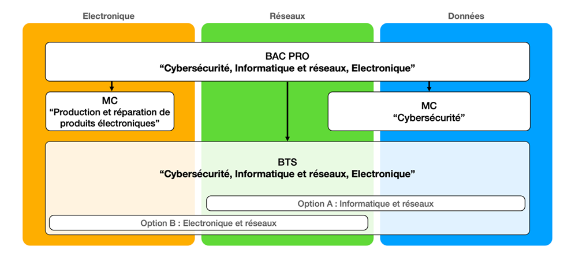 Electronique
Réseaux
Données
BAC PRO
“Cybersécurité, Informatique et réseaux, Electronique”
MC
“Production et réparation de
produits électroniques”
MC
“Cybersécurité”
BTS
“Cybersécurité, Informatique et réseaux, Electronique”
Option A : Informatique et réseaux
Option B : Electronique et réseaux